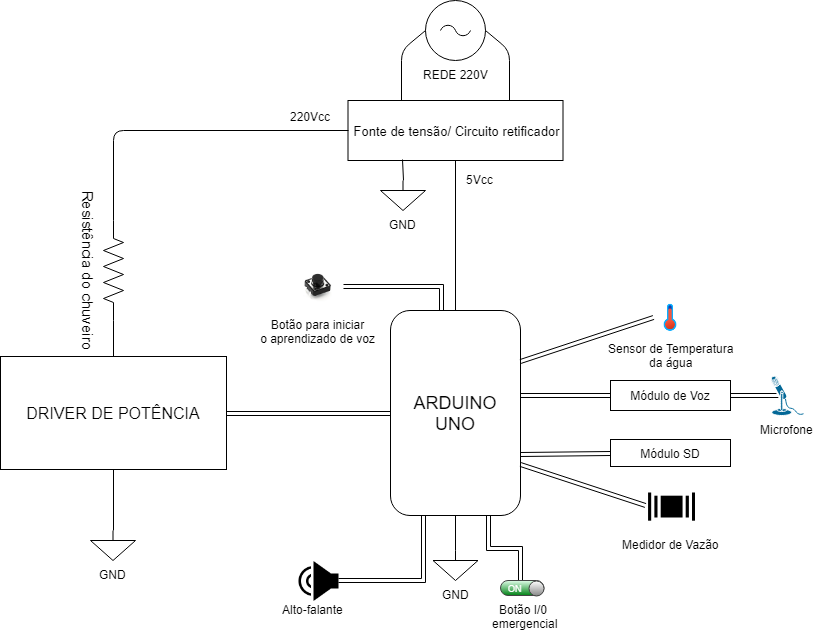 REDE 220V
220Vcc
Fonte de tensão/ Circuito retificador
5Vcc
GND
Resistência do chuveiro
Botão para iniciar
o aprendizado de voz
Sensor de Temperatura
da água
DRIVER DE POTÊNCIA
ARDUINO
UNO
Módulo de Voz
Microfone
Módulo SD
Medidor de Vazão
GND
Alto-falante
GND
ON
Botão I/0
emergencial